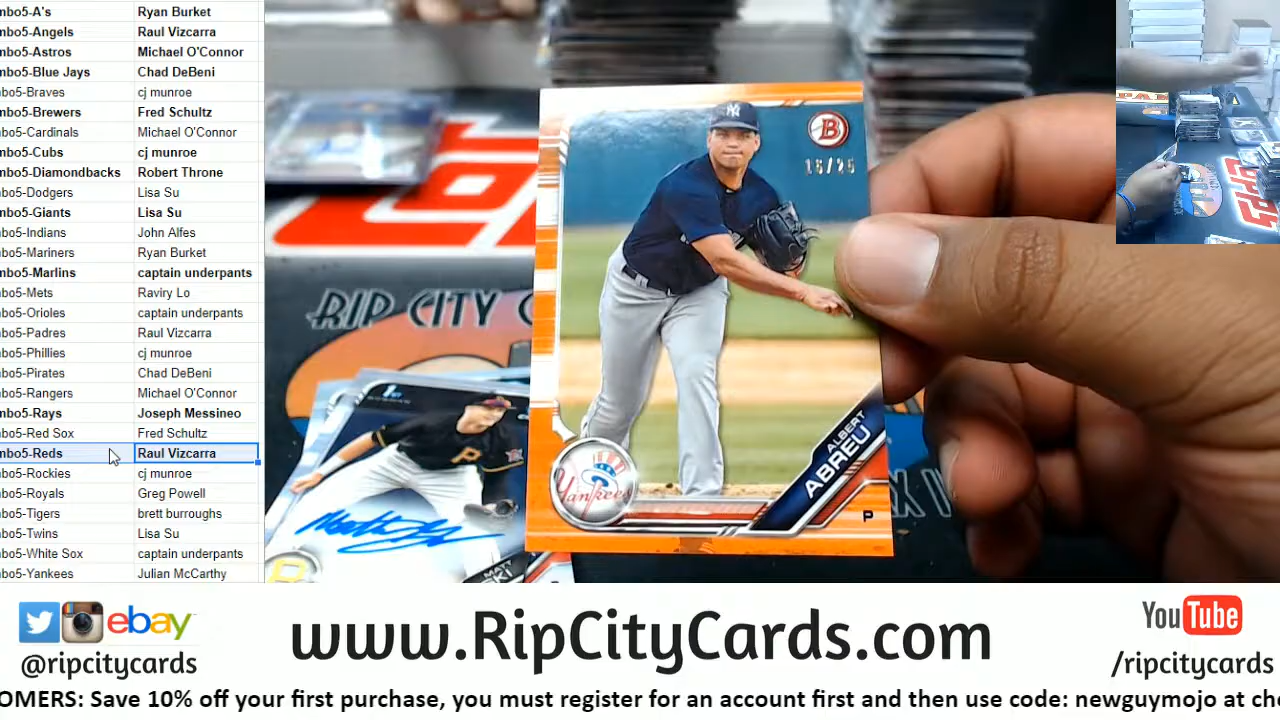 nbo5-A's Ryan Burket
nbo5-Angels Raul Vizcarra
nbo5-Astros Michael O'Connor
nbo5-Blue Jays Chad DeBeni
nbo5-Braves cj munroe
nbo5-Brewers Fred Schultz
nbo5-Cardinals Michael O'Connor
nbo5-Cubs cj munroe
nbo5-Diamondbacks Robert Throne
nbo5-Dodgers Lisa Su
nbo5-Giants Lisa Su
nbo5-Indians John Alfes
nbo5-Mariners Ryan Burket
nbo5-Marlins captain underpants
nbo5-Mets Raviry Lo
nbo5-Orioles captain underpants
nbo5-Padres Raul Vizcarra
nbo5-Phillies cj munroe
nbo5-Pirates Chad DeBeni
nbo5-Rangers Michael O'Connor
nbo5-Rays Joseph Messineo
nbo5-Red Sox Fred Schultz
nbo5-Reds Raul Vizcarra
nbo5-Rockies cj munroe
nbo5-Royals Greg Powell
nbo5-Tigers brett burroughs
nbo5-Twins Lisa Su
nbo5-White Sox captain underpants
nbo5-Yankees Julian McCarthy
B
15/25
ALBERT
ABREU
P
Yankees
RIP CITY C
1st
BOWMAN
MATT
SKI
ebay
@ripcitycards
www.RipCityCards.com
YouTube
/ripcitycards
OMERS: Save 10% off your first purchase, you must register for an account first and then use code: newguymojo at che